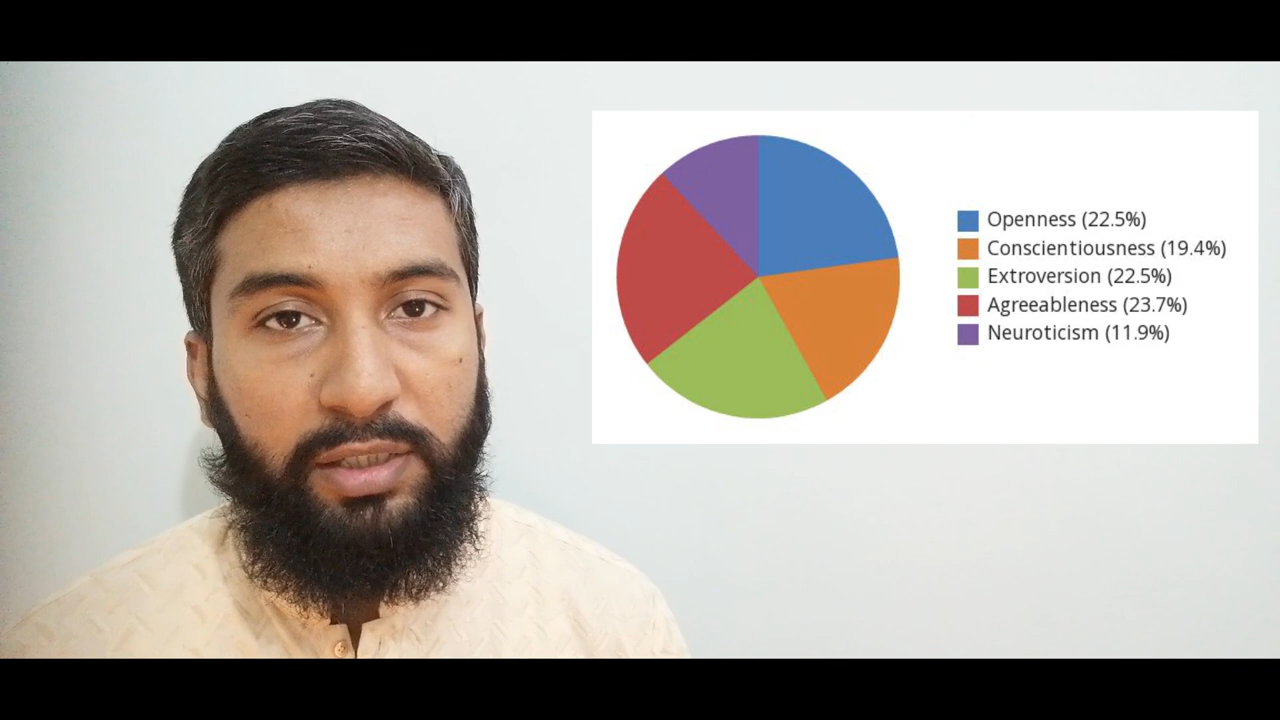 Openness (22.5%)
Conscientiousness (19.4%)
Extroversion (22.5%)
Agreeableness (23.7%)
Neuroticism (11.9%)